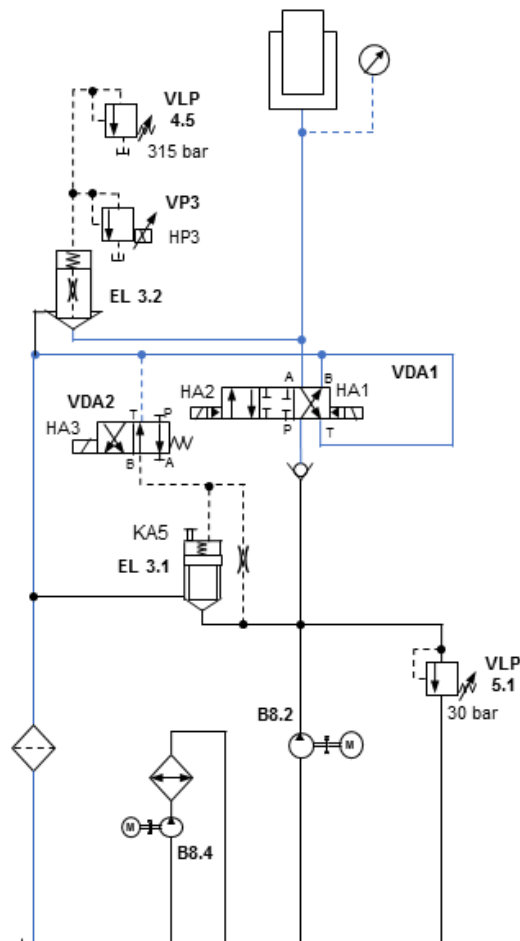 VLP
4.5
315 bar
VP3
HP3
EL 3.2
A
B
HA2
HA1
VDA1
VDA2
T
P
P
T
HA3
B
A
KA5
EL 3.1
VLP
5.1
30 bar
B8.2
M
M
B8.4